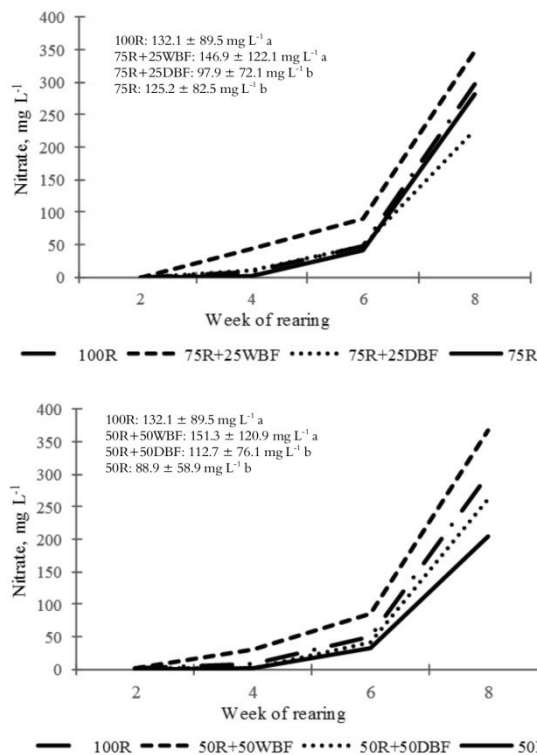 400
350
300
250
200
150
100
50
0
Nitrate, mg L⁻¹
100R: 132.1 ± 89.5 mg L⁻¹ a
75R+25WBF: 146.9 ± 122.1 mg L⁻¹ a
75R+25DBF: 97.9 ± 72.1 mg L⁻¹ b
75R: 125.2 ± 82.5 mg L⁻¹ b
2 4 6 8
Week of rearing
100R 75R+25WBF 75R+25DBF 75R
400
350
300
250
200
150
100
50
0
Nitrate, mg L⁻¹
100R: 132.1 ± 89.5 mg L⁻¹ a
50R+50WBF: 151.3 ± 120.9 mg L⁻¹ a
50R+50DBF: 112.7 ± 76.1 mg L⁻¹ b
50R: 88.9 ± 58.9 mg L⁻¹ b
2 4 6 8
Week of rearing
100R 50R+50WBF 50R+50DBF 50